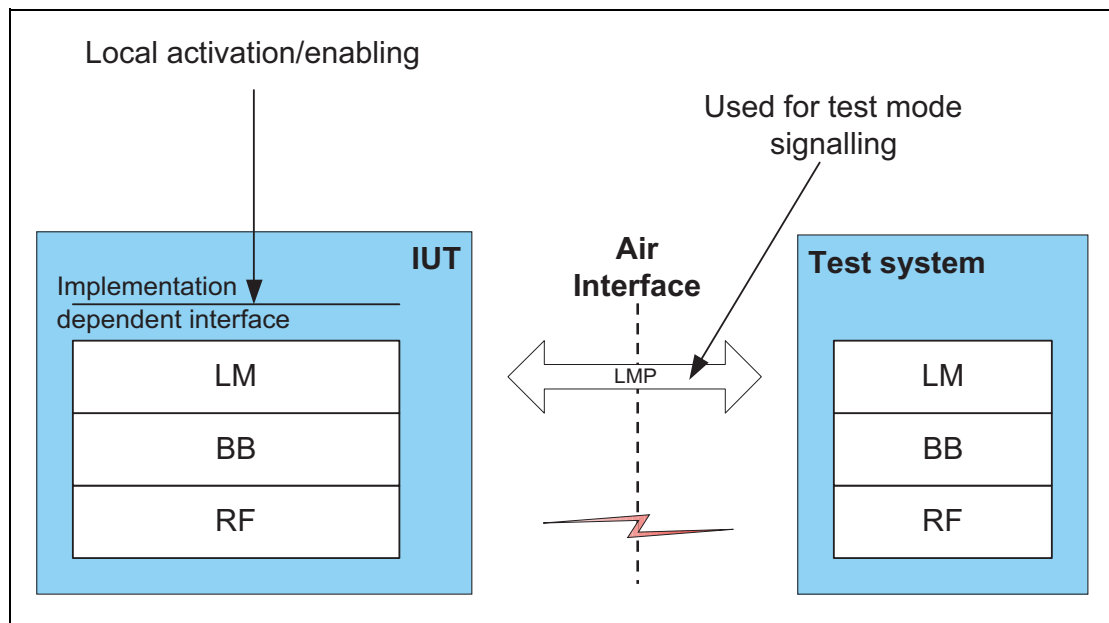 Local activation/enabling
Used for test mode
signalling
IUT
Implementation
dependent interface
LM
BB
RF
Air
Interface
LMP
Test system
LM
BB
RF